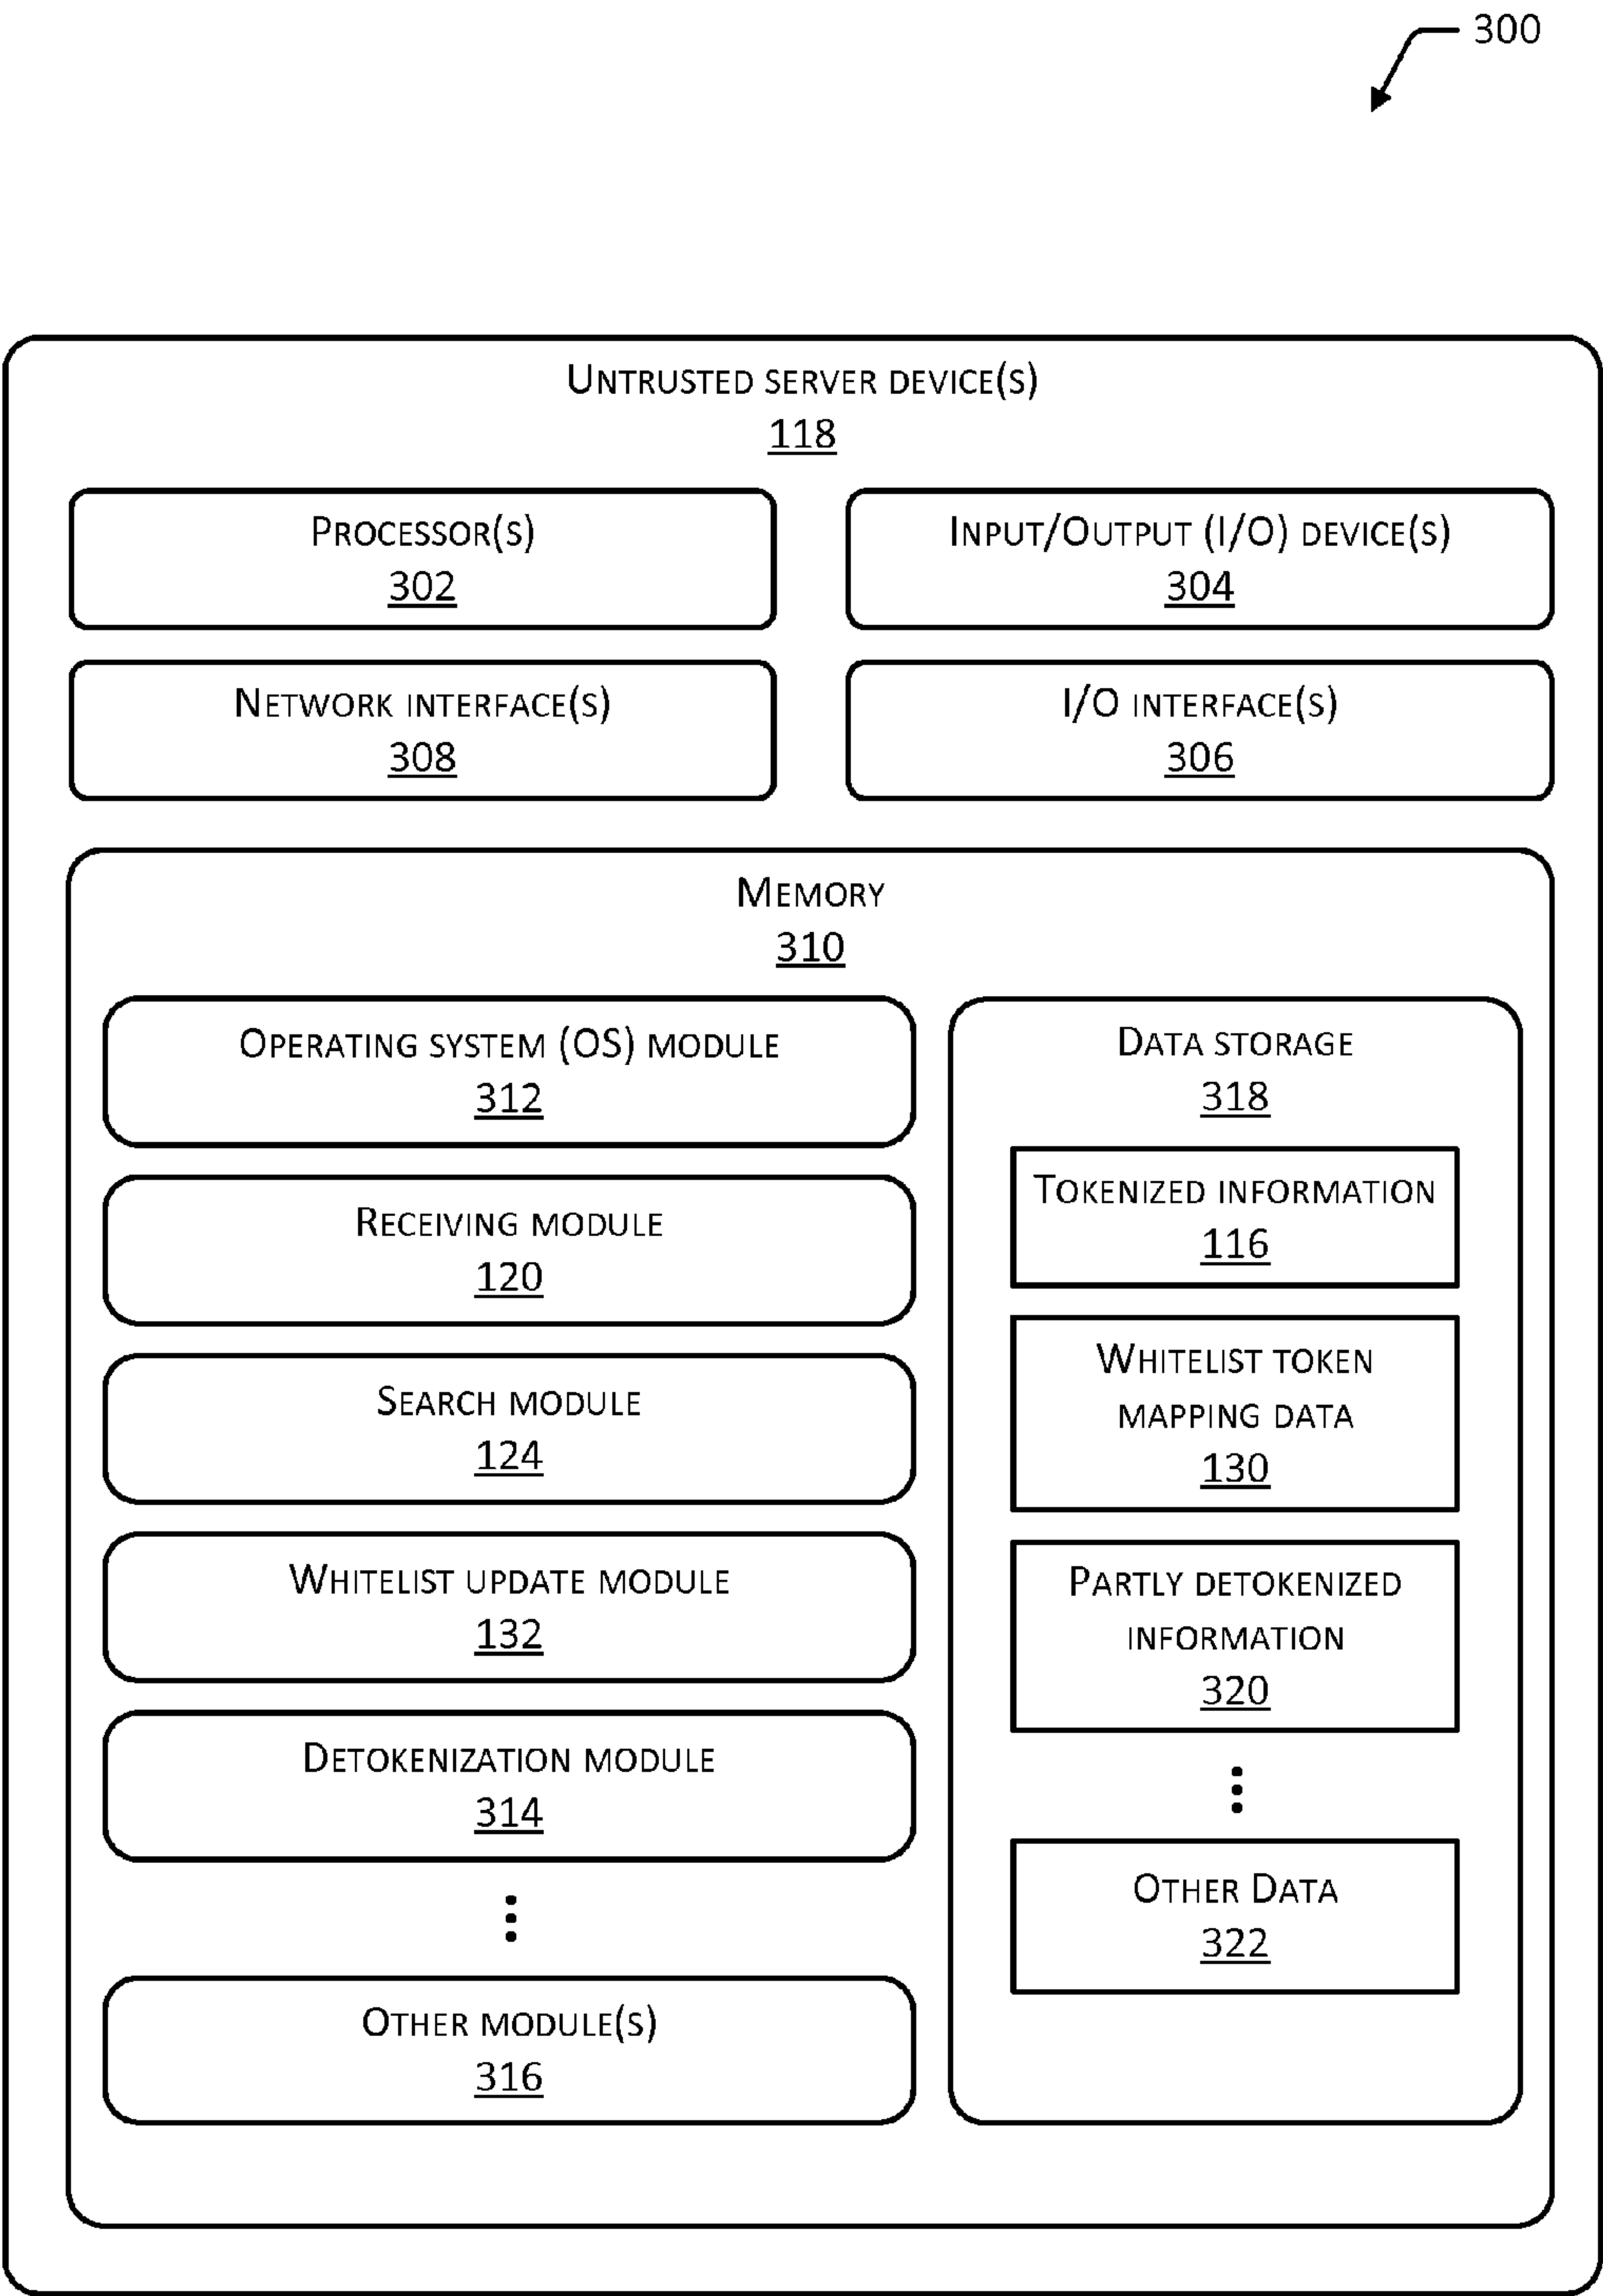 300
Untrusted server device(s)
118
Processor(s)
302
Input/Output (I/O) device(s)
304
Network interface(s)
308
I/O interface(s)
306
Memory
310
Operating system (OS) module
312
Receiving module
120
Search module
124
Whitelist update module
132
Detokenization module
314
Other module(s)
316
Data storage
318
Tokenized information
116
Whitelist token
mapping data
130
Partly detokenized
information
320
Other Data
322